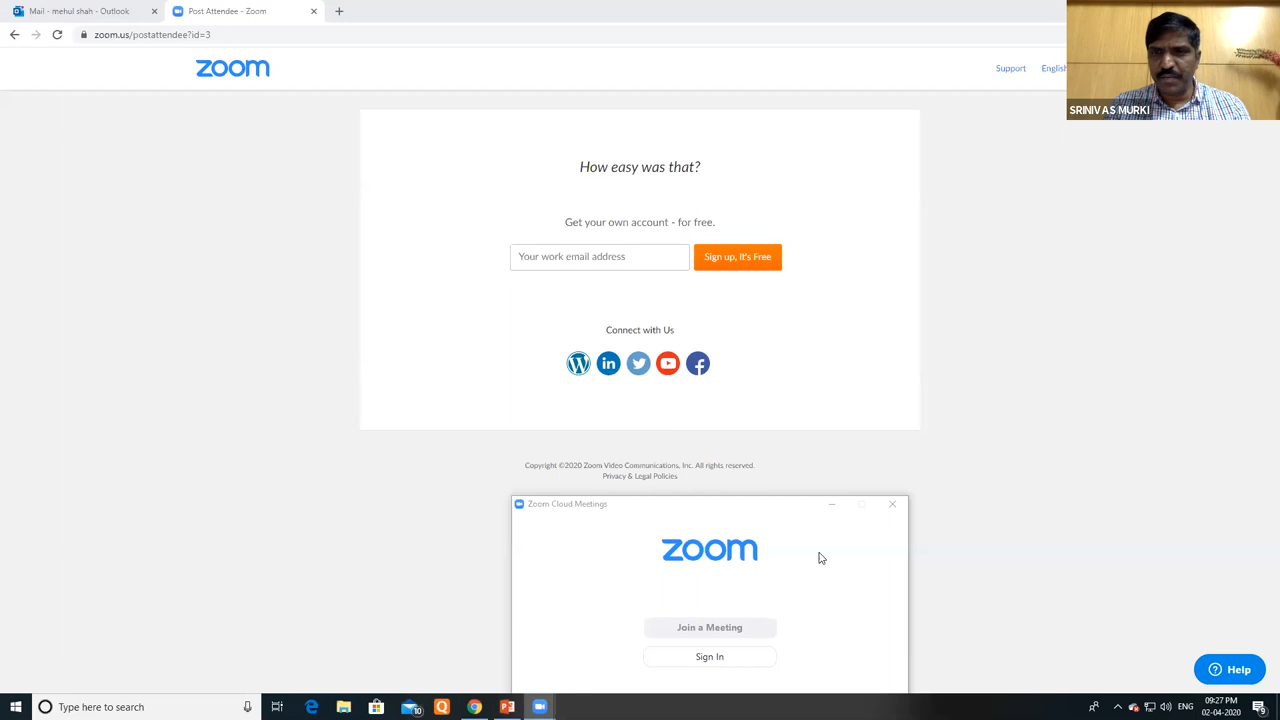 Mail - mehul shah - Outlook
Post Attendee - Zoom
zoom.us/postattendee?id=3
zoom
Support
English
SRINIVAS MURKI
How easy was that?
Get your own account - for free.
Your work email address
Sign up, It's Free
Connect with Us
in
Copyright ©2020 Zoom Video Communications, Inc. All rights reserved.
Privacy & Legal Policies
Zoom Cloud Meetings
zoom
Join a Meeting
Sign In
Help
Type here to search
10
ENG
09:27 PM
02-04-2020